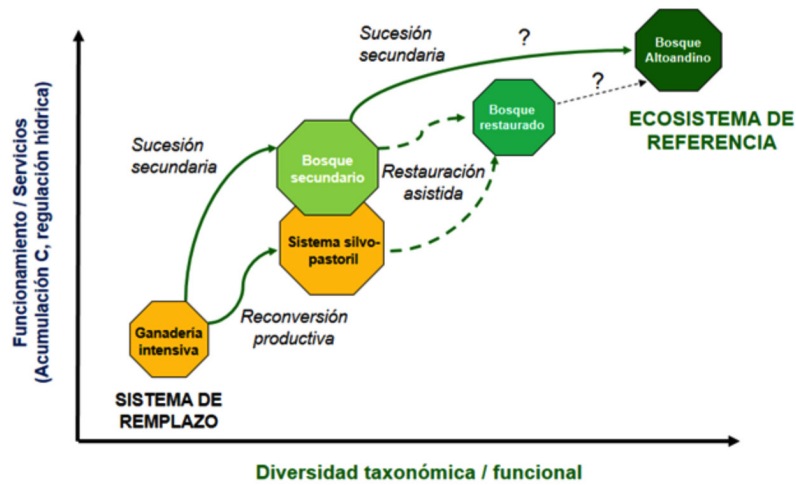 Funcionamiento / Servicios
(Acumulación C, regulación hídrica)
Sucesión
secundaria
?
Bosque
Altoandino
ECOSISTEMA DE
REFERENCIA
?
Bosque
restaurado
Sucesión
secundaria
Bosque
secundario
Restauración
asistida
Sistema silvo-
pastoril
Ganadería
intensiva
Reconversión
productiva
SISTEMA DE
REMPLAZO
Diversidad taxonómica / funcional